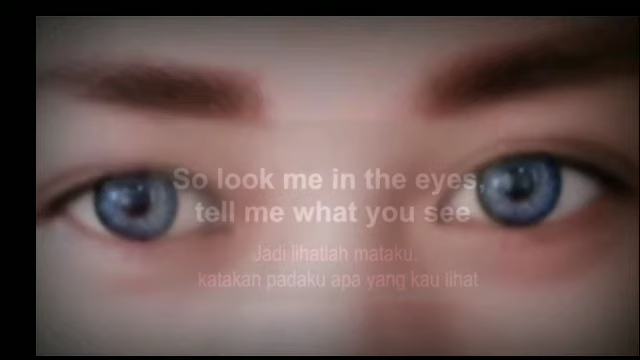 So look me in the eyes,
tell me what you see
Jadi lihatlah mataku.
katakan padaku apa yang kau lihat